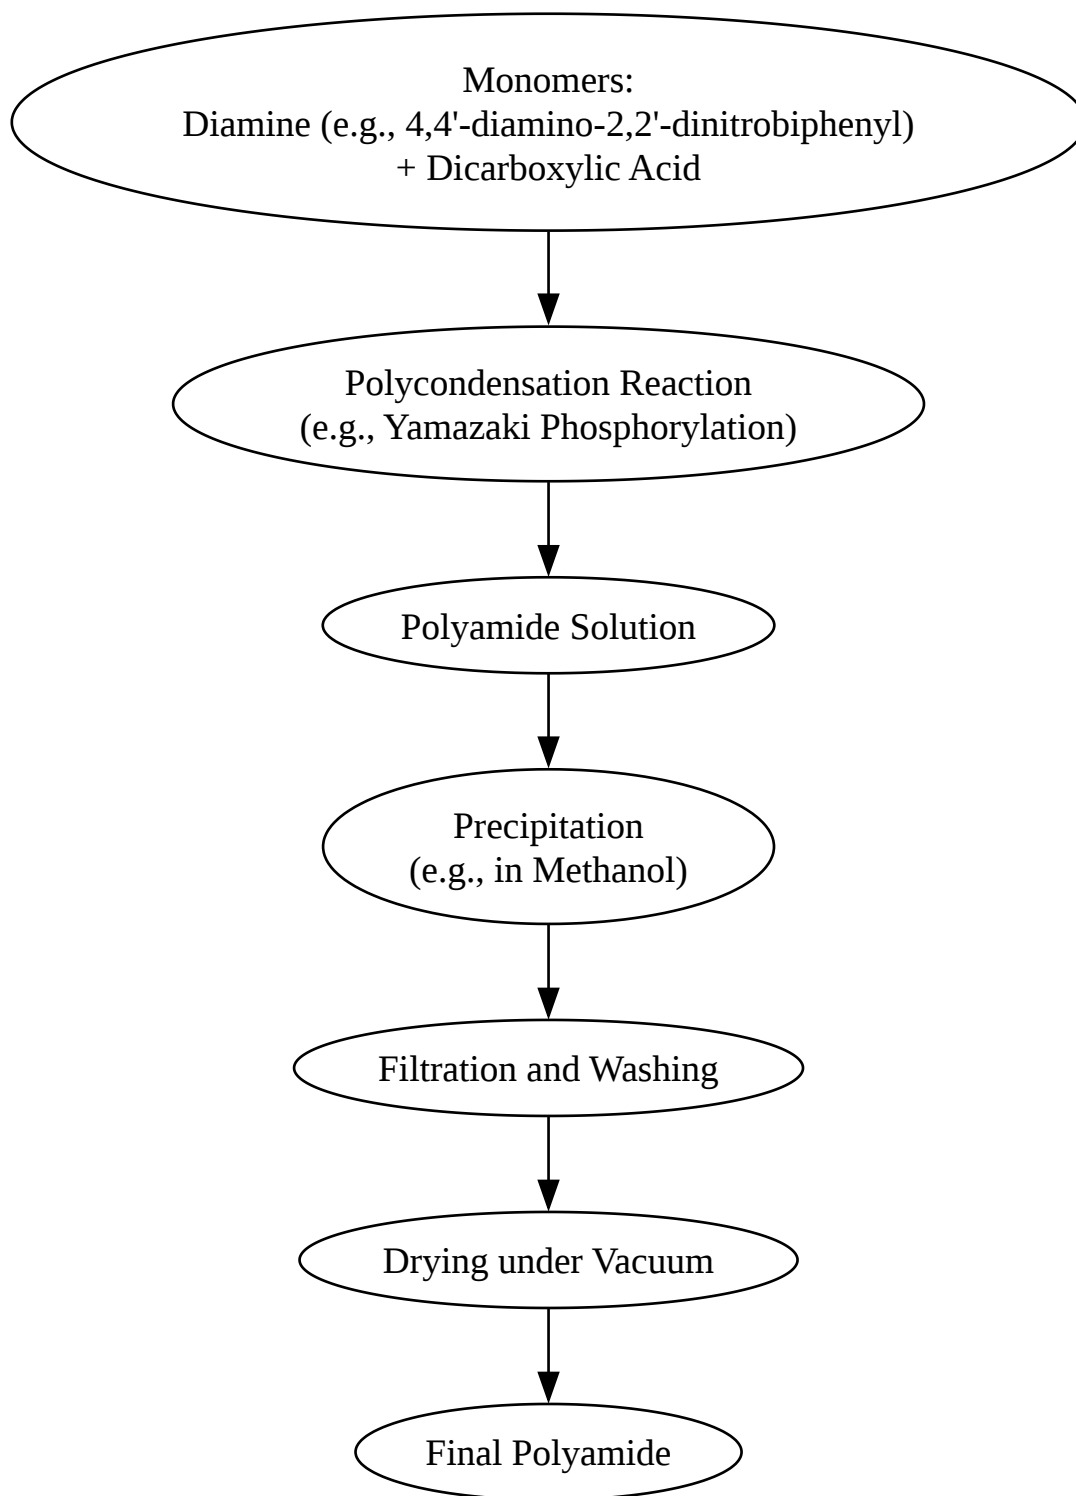 Monomers:
Diamine (e.g., 4,4'-diamino-2,2'-dinitrobiphenyl)
+ Dicarboxylic Acid
Polycondensation Reaction
(e.g., Yamazaki Phosphorylation)
Polyamide Solution
Precipitation
(e.g., in Methanol)
Filtration and Washing
Drying under Vacuum
Final Polyamide